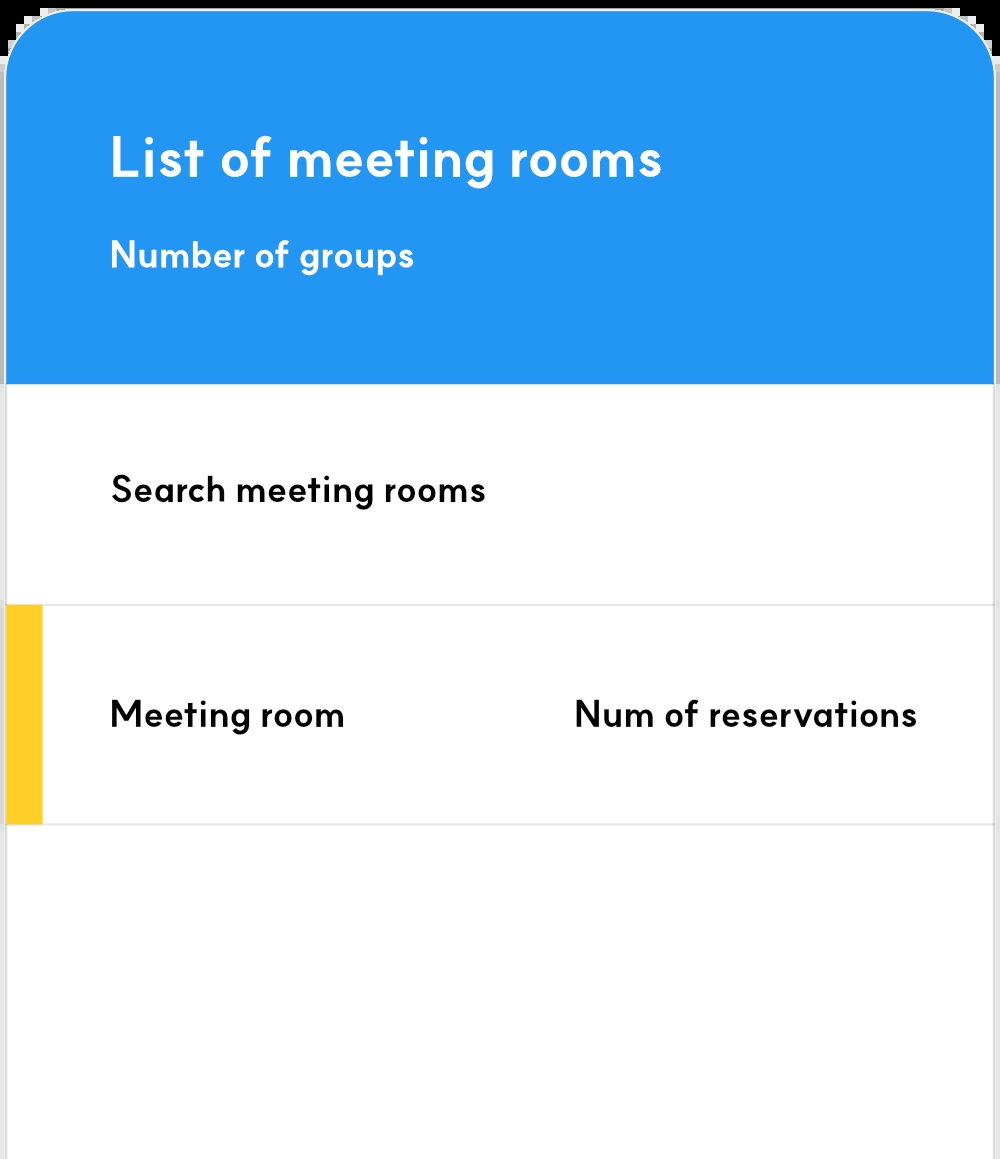 List of meeting rooms
Number of groups
Search meeting rooms
Meeting room Num of reservations